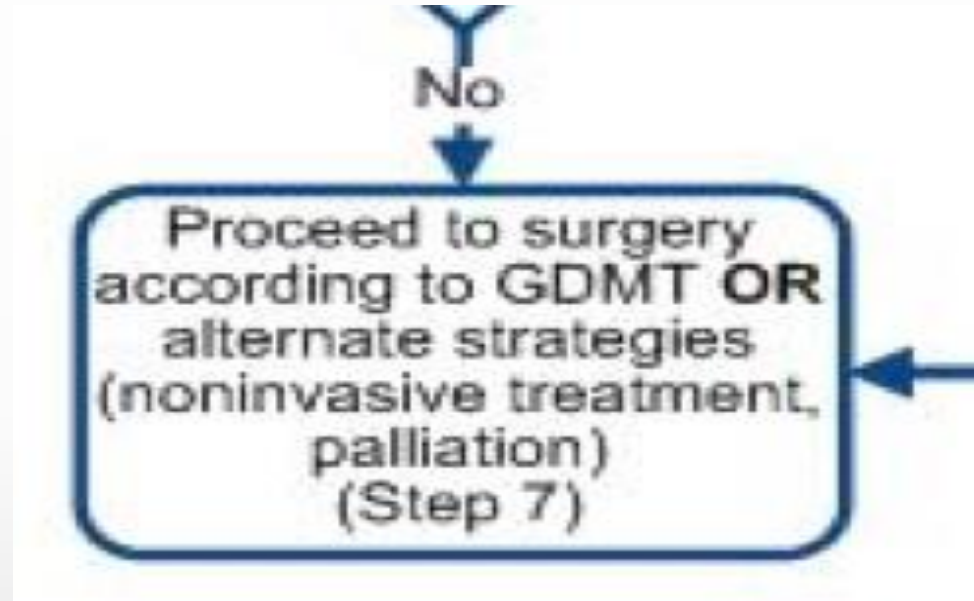 No
Proceed to surgery
according to GDMT OR
alternate strategies
(noninvasive treatment,
palliation)
(Step 7)